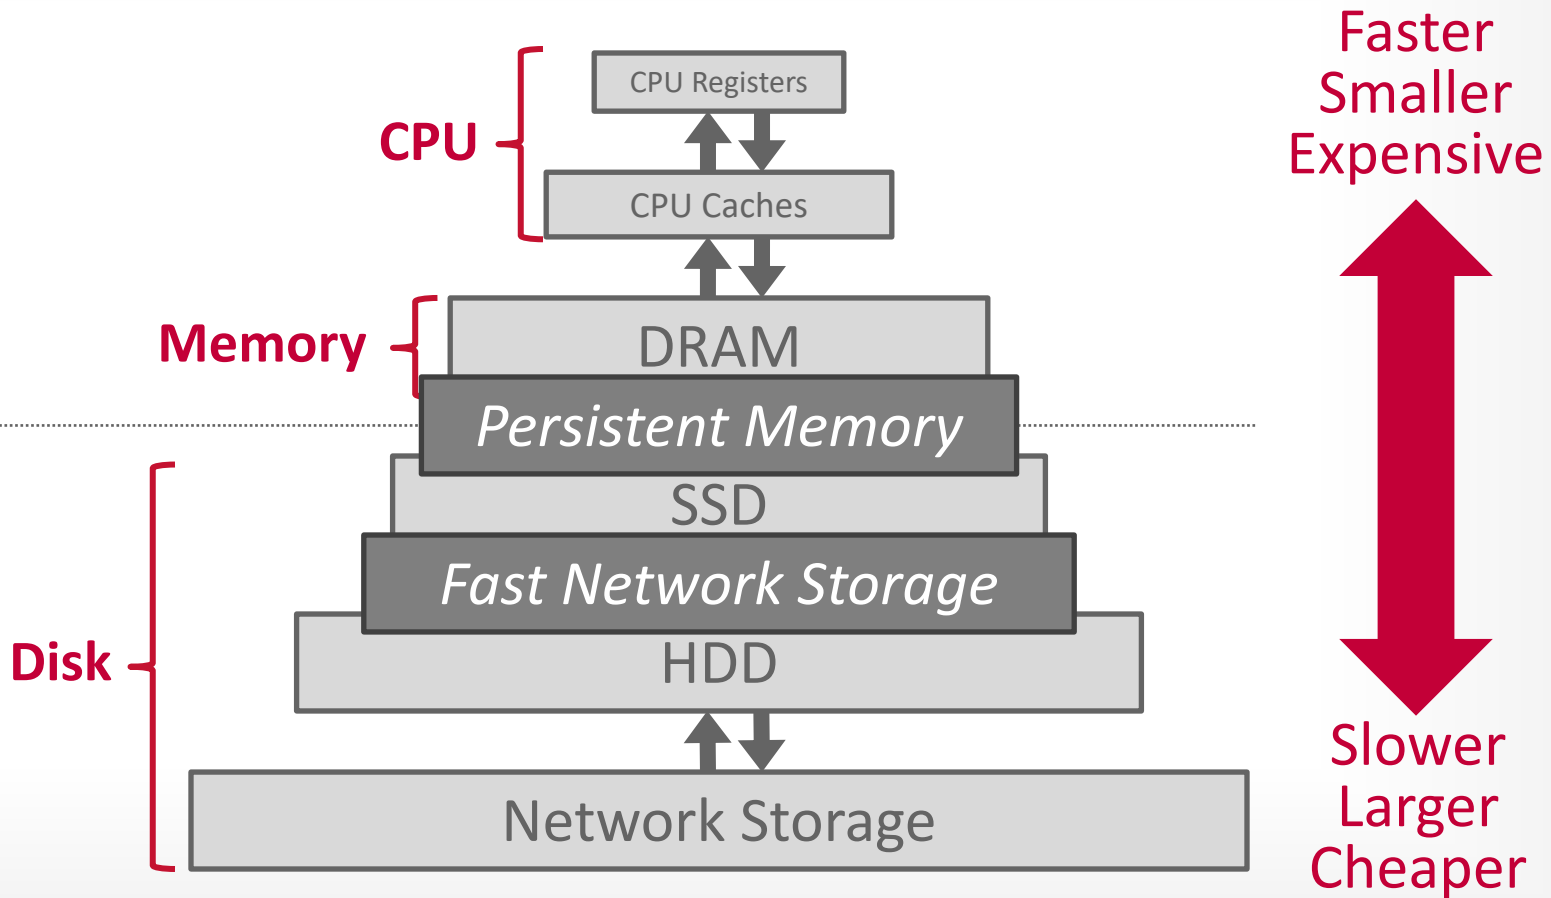 Faster
Smaller
Expensive
CPU Registers
CPU
CPU Caches
Memory
DRAM
Persistent Memory
SSD
Fast Network Storage
Disk
HDD
Network Storage
Slower
Larger
Cheaper